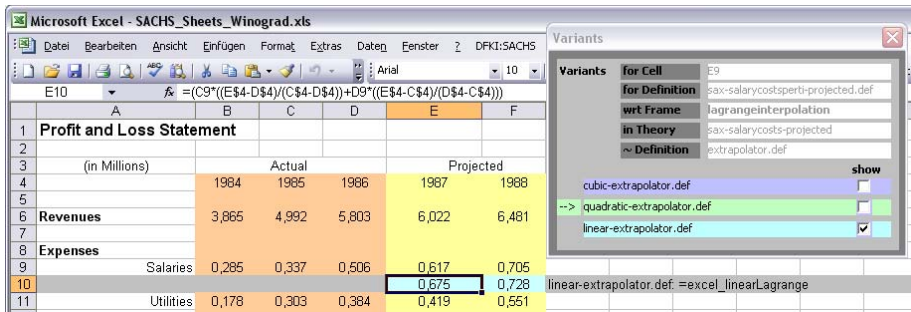 Microsoft Excel - SACHS_Sheets_Winograd.xls
Datei Bearbeiten Ansicht Einfügen Format Extras Daten Fenster ? DFKI:SACHS
Arial 10
E10 fx =(C9*((E$4-D$4)/(C$4-D$4))+D9*((E$4-C$4)/(D$4-C$4)))
A B C D E F
1 Profit and Loss Statement
2
3 (in Millions) Actual Projected
4 1984 1985 1986 1987 1988
5
6 Revenues 3,865 4,992 5,803 6,022 6,481
7
8 Expenses
9 Salaries 0,285 0,337 0,506 0,617 0,705
10 0,675 0,728 linear-extrapolator.def: =excel_linearLagrange
11 Utilities 0,178 0,303 0,384 0,419 0,551
Variants
Variants for Cell E9
for Definition sax-salarycostsperti-projected.def
wrt Frame lagrangeinterpolation
in Theory sax-salarycosts-projected
~ Definition extrapolator.def
show
cubic-extrapolator.def
--> quadratic-extrapolator.def
linear-extrapolator.def